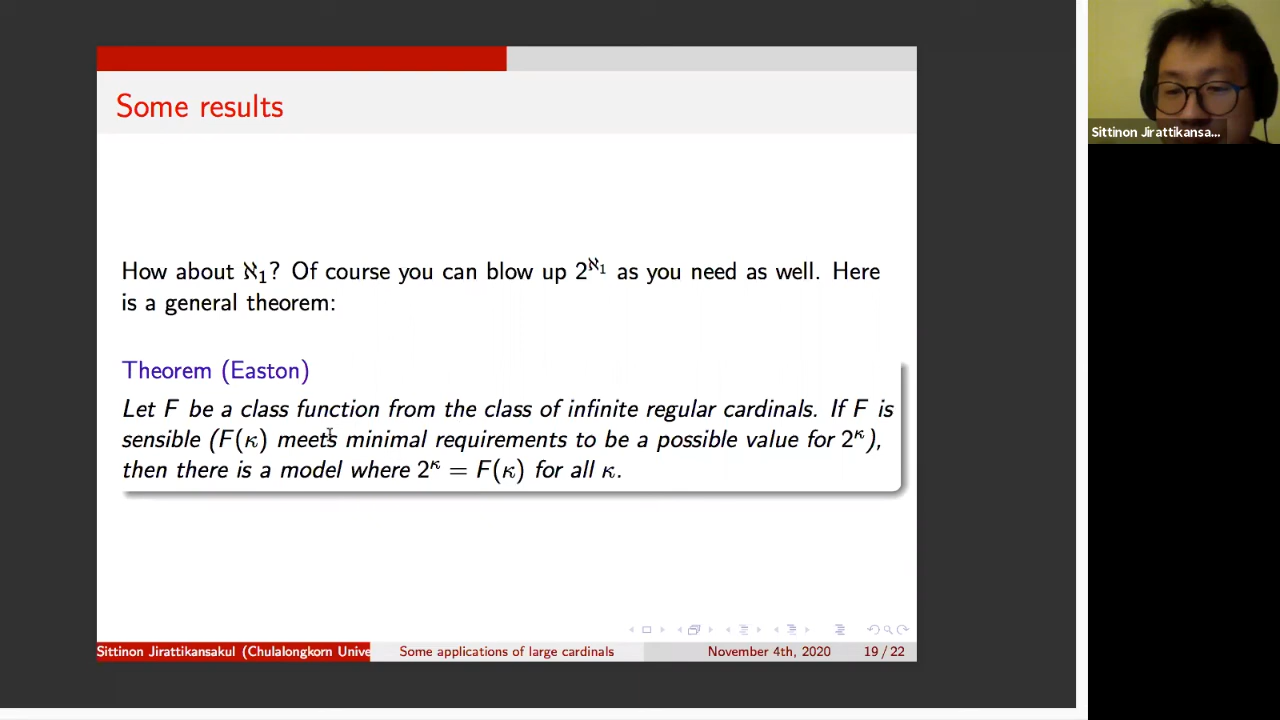 Some results
How about ℵ₁? Of course you can blow up 2^ℵ₁ as you need as well. Here
is a general theorem:
Theorem (Easton)
Let F be a class function from the class of infinite regular cardinals. If F is
sensible (F(κ) meets minimal requirements to be a possible value for 2^κ),
then there is a model where 2^κ = F(κ) for all κ.
Sittinon Jirattikansakul (Chulalongkorn Unive
Some applications of large cardinals
November 4th, 2020
19 / 22
Sittinon Jirattikansa...